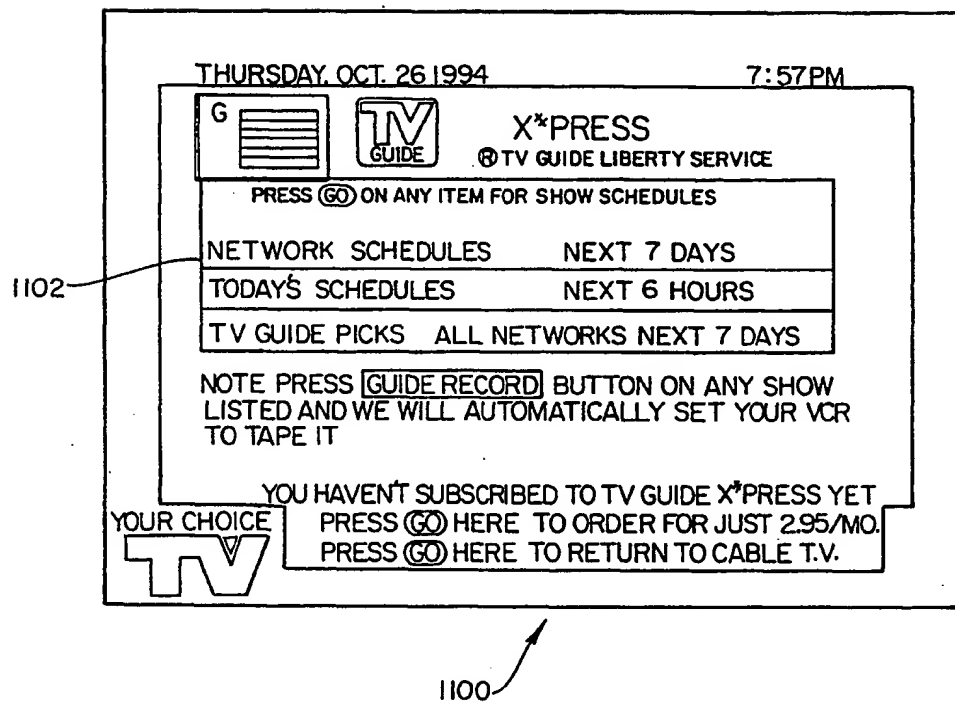 THURSDAY, OCT. 26 1994 7:57PM
G
TV
GUIDE
X*PRESS
® TV GUIDE LIBERTY SERVICE
PRESS GO ON ANY ITEM FOR SHOW SCHEDULES
NETWORK SCHEDULES NEXT 7 DAYS
1102
TODAY'S SCHEDULES NEXT 6 HOURS
TV GUIDE PICKS ALL NETWORKS NEXT 7 DAYS
NOTE PRESS GUIDE RECORD BUTTON ON ANY SHOW
LISTED AND WE WILL AUTOMATICALLY SET YOUR VCR
TO TAPE IT
YOU HAVEN'T SUBSCRIBED TO TV GUIDE X*PRESS YET
YOUR CHOICE
TV
PRESS GO HERE TO ORDER FOR JUST 2.95/MO.
PRESS GO HERE TO RETURN TO CABLE T.V.
1100